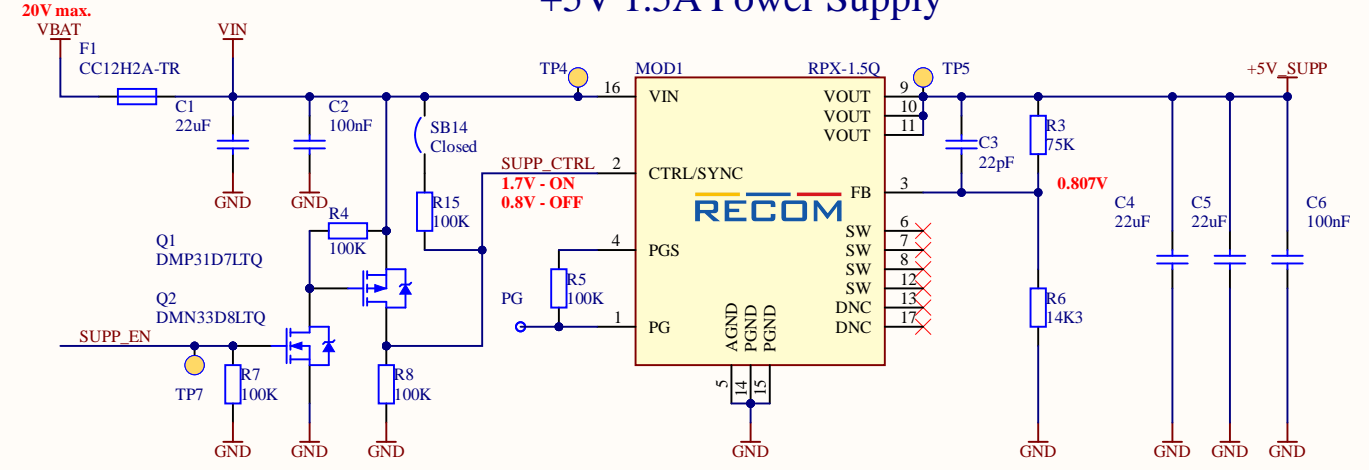 +5V 1.5A Power Supply
20V max.
VBAT
VIN
F1
CC12H2A-TR
C1
22uF
C2
100nF
GND
GND
SB14
Closed
R15
100K
R4
100K
Q1
DMP31D7LTQ
Q2
DMN33D8LTQ
SUPP_EN
TP7
R7
100K
GND
GND
R8
100K
GND
SUPP_CTRL
1.7V - ON
0.8V - OFF
TP4
R5
100K
PG
MOD1
RPX-1.5Q
16
VIN
2
CTRL/SYNC
4
PGS
1
PG
RECOM
VOUT
9
VOUT
10
VOUT
11
FB
3
SW
6
SW
7
SW
8
SW
12
DNC
13
DNC
17
AGND
PGND
PGND
5
14
15
GND
TP5
C3
22pF
R3
75K
0.807V
R6
14K3
GND
+5V_SUPP
C4
22uF
C5
22uF
C6
100nF
GND
GND
GND